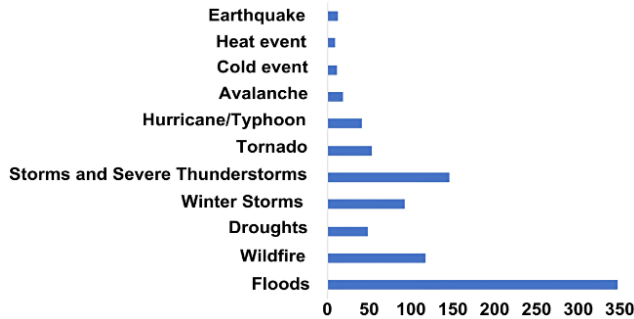 Earthquake
Heat event
Cold event
Avalanche
Hurricane/Typhoon
Tornado
Storms and Severe Thunderstorms
Winter Storms
Droughts
Wildfire
Floods
0 50 100 150 200 250 300 350